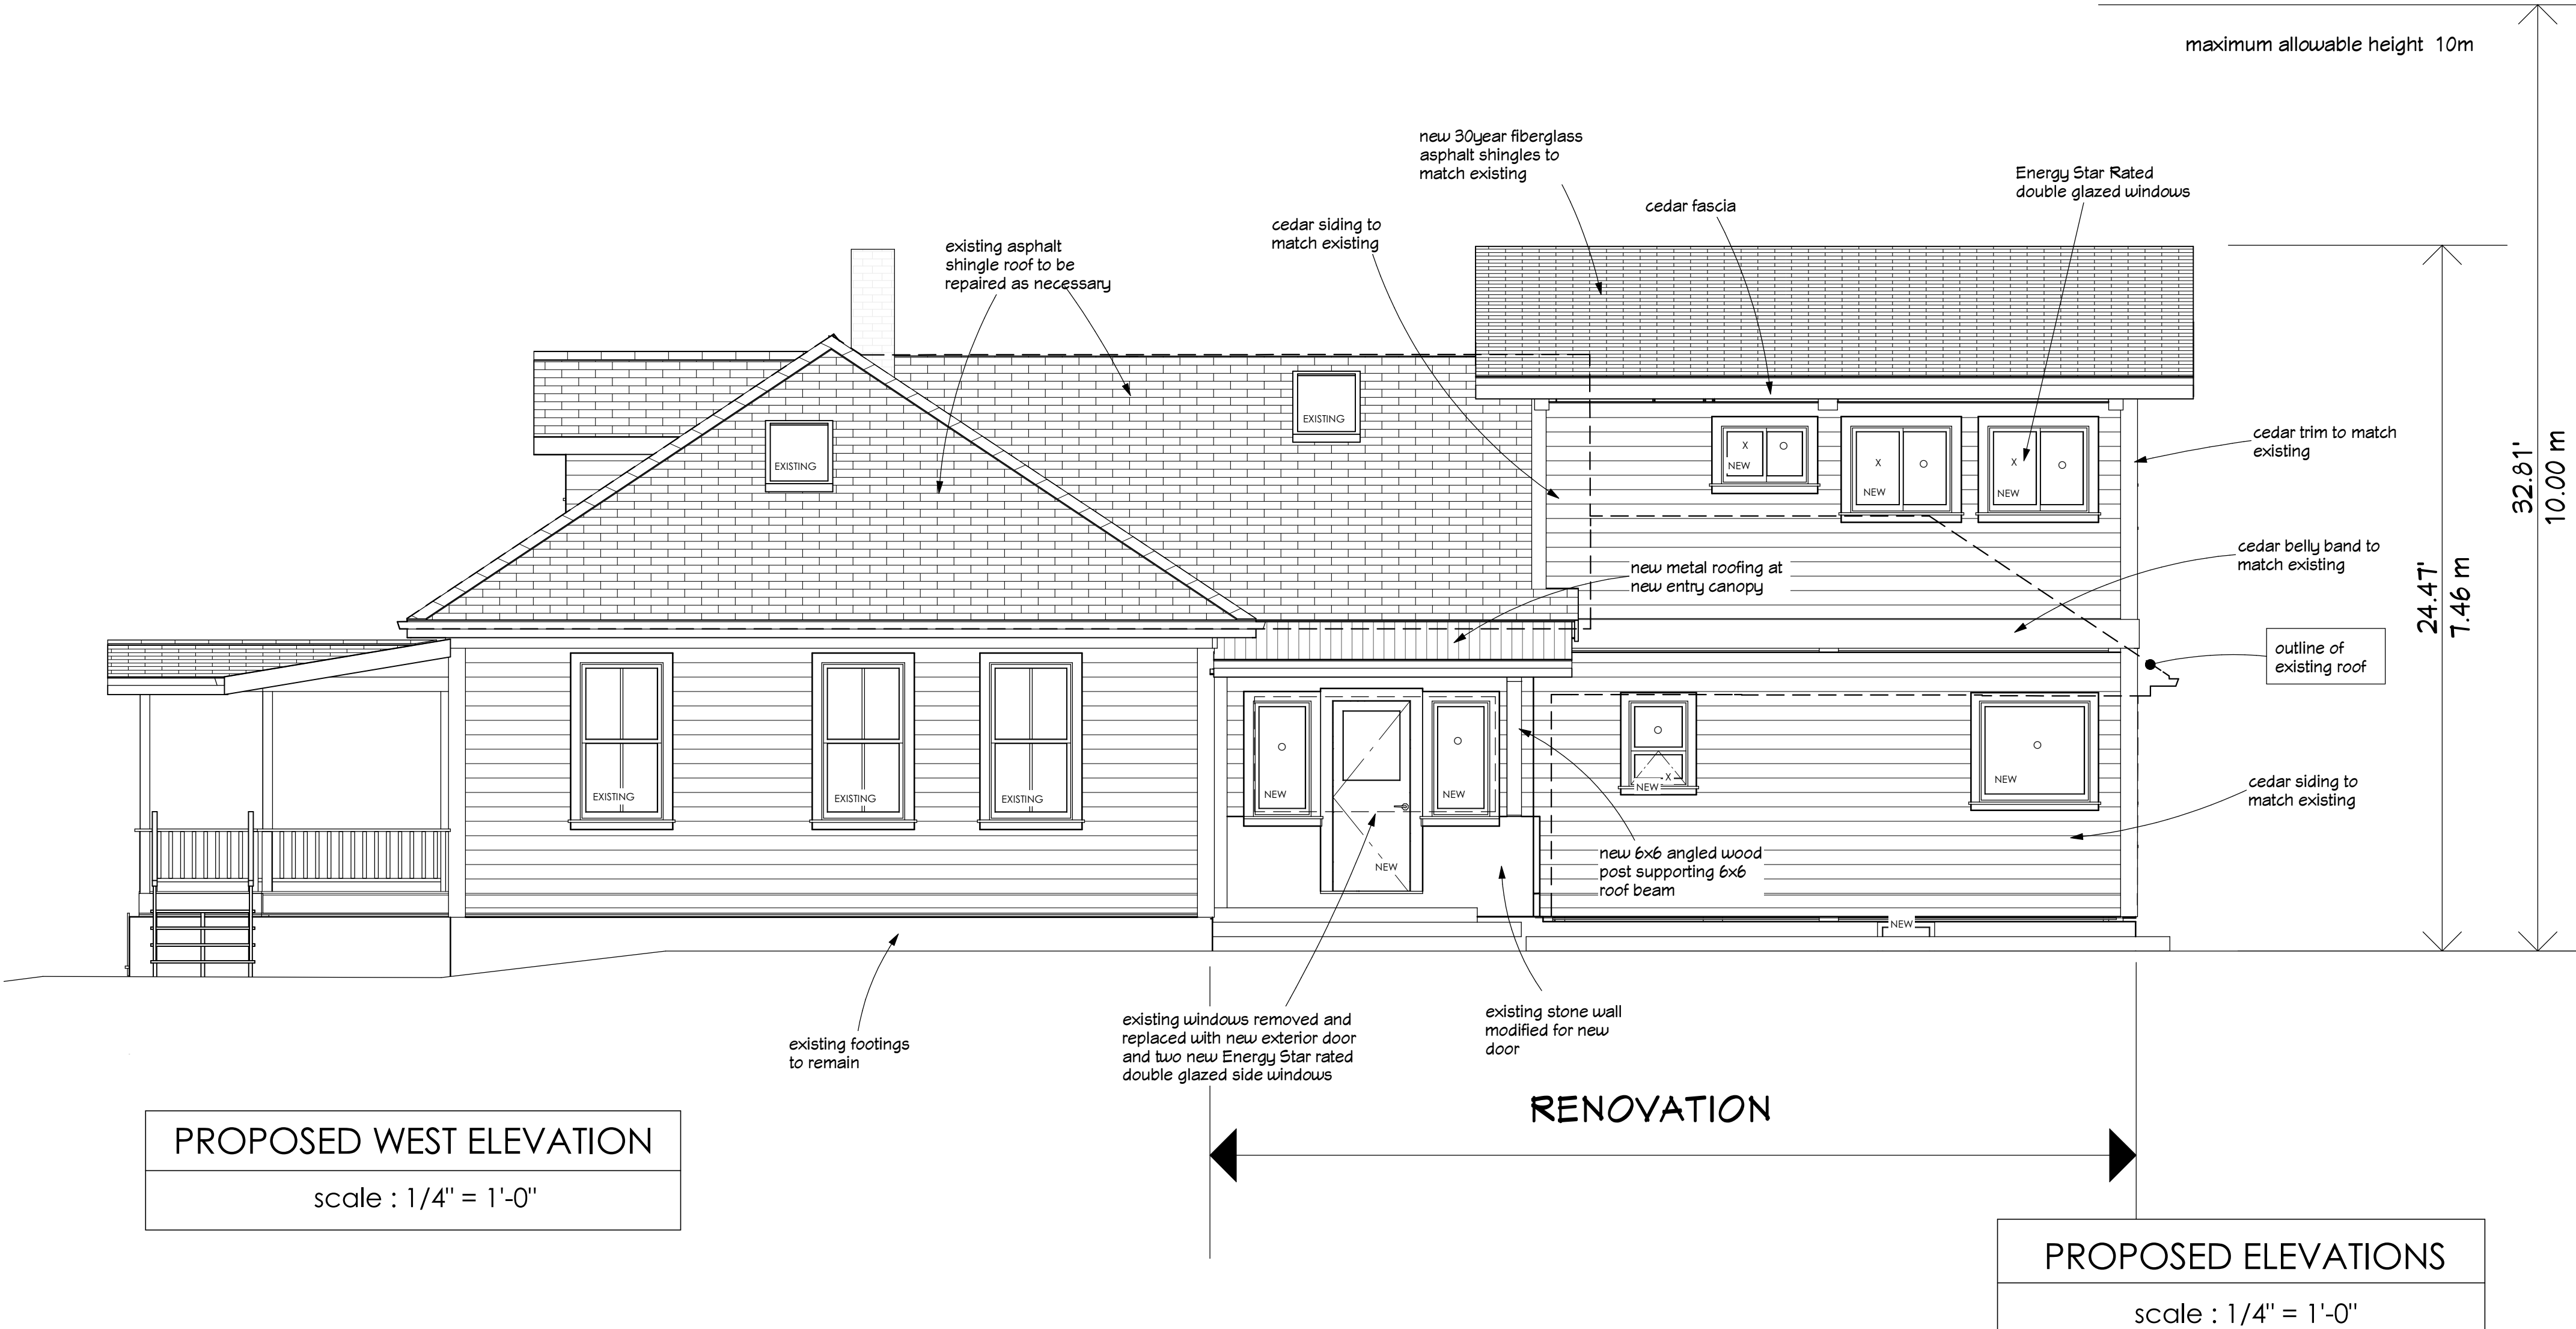 maximum allowable height  10m
new 30year fiberglass
asphalt shingles to
match existing
Energy Star Rated
double glazed windows
cedar fascia
cedar siding to
match existing
existing asphalt
shingle roof to be
repaired as necessary
EXISTING
EXISTING
X
O
NEW
X
O
NEW
X
O
NEW
cedar trim to match
existing
32.81'
10.00 m
24.47'
7.46 m
cedar belly band to
match existing
new metal roofing at
new entry canopy
outline of
existing roof
EXISTING
EXISTING
EXISTING
O
NEW
NEW
O
NEW
O
X
NEW
O
NEW
cedar siding to
match existing
new 6x6 angled wood
post supporting 6x6
roof beam
NEW
existing footings
to remain
existing windows removed and
replaced with new exterior door
and two new Energy Star rated
double glazed side windows
existing stone wall
modified for new
door
RENOVATION
PROPOSED WEST ELEVATION
scale : 1/4" = 1'-0"
PROPOSED ELEVATIONS
scale : 1/4" = 1'-0"